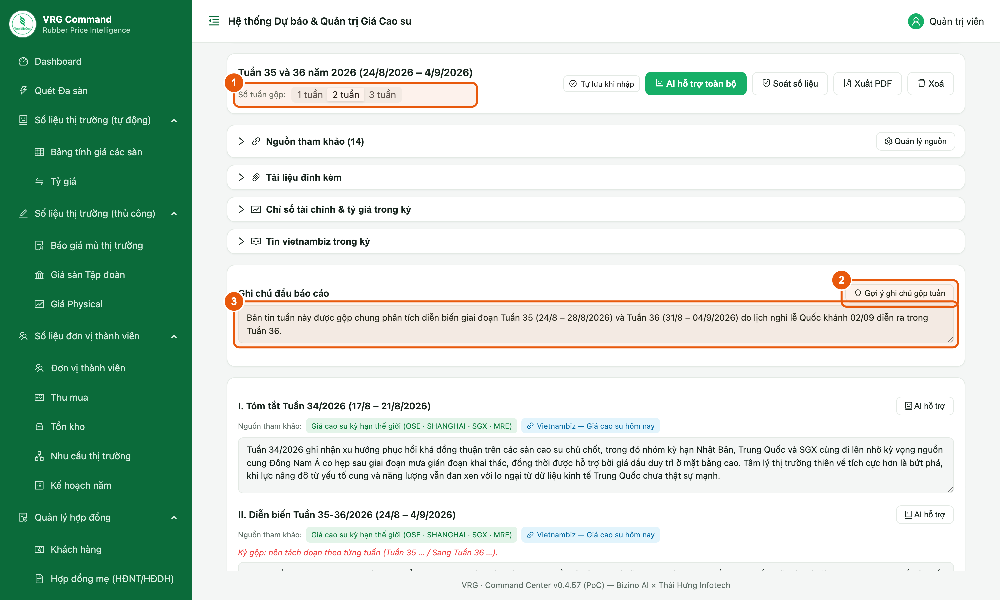 VRG Command
Rubber Price Intelligence
Dashboard
Quét Đa sàn
Số liệu thị trường (tự động)
Bảng tính giá các sàn
Tỷ giá
Số liệu thị trường (thủ công)
Báo giá mủ thị trường
Giá sàn Tập đoàn
Giá Physical
Số liệu đơn vị thành viên
Đơn vị thành viên
Thu mua
Tồn kho
Nhu cầu thị trường
Kế hoạch năm
Quản lý hợp đồng
Khách hàng
Hợp đồng mẹ (HĐNT/HĐDH)
Hệ thống Dự báo & Quản trị Giá Cao su
Quản trị viên
Tuần 35 và 36 năm 2026 (24/8/2026 – 4/9/2026)
1
Số tuần gộp: 1 tuần 2 tuần 3 tuần
Tự lưu khi nhập
AI hỗ trợ toàn bộ
Soát số liệu
Xuất PDF
Xoá
Nguồn tham khảo (14)
Quản lý nguồn
Tài liệu đính kèm
Chỉ số tài chính & tỷ giá trong kỳ
Tin vietnambiz trong kỳ
2
Ghi chú đầu báo cáo
Gợi ý ghi chú gộp tuần
3
Bản tin tuần này được gộp chung phân tích diễn biến giai đoạn Tuần 35 (24/8 – 28/8/2026) và Tuần 36 (31/8 – 04/9/2026) do lịch nghỉ lễ Quốc khánh 02/09 diễn ra trong
Tuần 36.
I. Tóm tắt Tuần 34/2026 (17/8 – 21/8/2026)
AI hỗ trợ
Nguồn tham khảo: Giá cao su kỳ hạn thế giới (OSE · SHANGHAI · SGX · MRE) Vietnambiz — Giá cao su hôm nay
Tuần 34/2026 ghi nhận xu hướng phục hồi khá đồng thuận trên các sàn cao su chủ chốt, trong đó nhóm kỳ hạn Nhật Bản, Trung Quốc và SGX cùng đi lên nhờ kỳ vọng nguồn
cung Đông Nam Á co hẹp sau giai đoạn mưa gián đoạn khai thác, đồng thời được hỗ trợ bởi giá dầu duy trì ở mặt bằng cao. Tâm lý thị trường thiên về tích cực hơn là bứt phá,
khi lực nâng đỡ từ yếu tố cung và năng lượng vẫn đan xen với lo ngại từ dữ liệu kinh tế Trung Quốc chưa thật sự mạnh.
II. Diễn biến Tuần 35-36/2026 (24/8 – 4/9/2026)
AI hỗ trợ
Nguồn tham khảo: Giá cao su kỳ hạn thế giới (OSE · SHANGHAI · SGX · MRE) Vietnambiz — Giá cao su hôm nay
Kỳ gộp: nên tách đoạn theo từng tuần (Tuần 35 ... / Sang Tuần 36 ...).
VRG · Command Center v0.4.57 (PoC) — Bizino AI × Thái Hưng Infotech